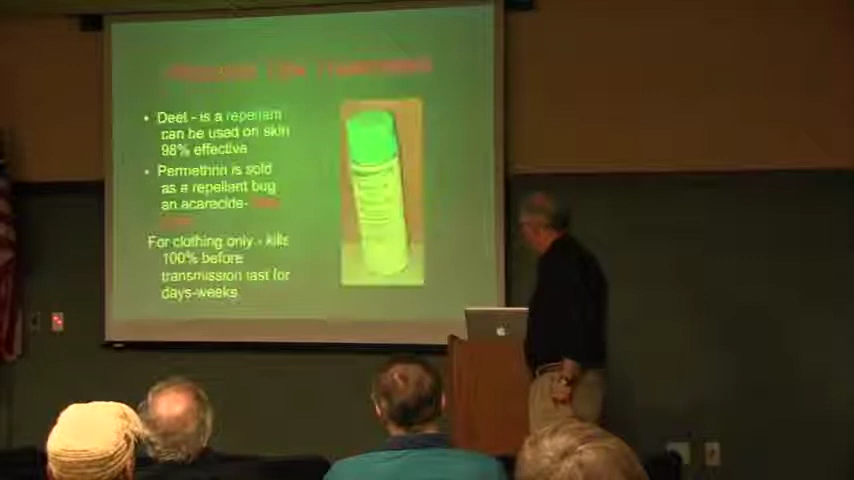 • Deet - is a repellant
can be used on skin
98% effective
• Permethrin is sold
as a repellant bug
an acaracide-
For clothing only - kills
100% before
transmission last for
days-weeks